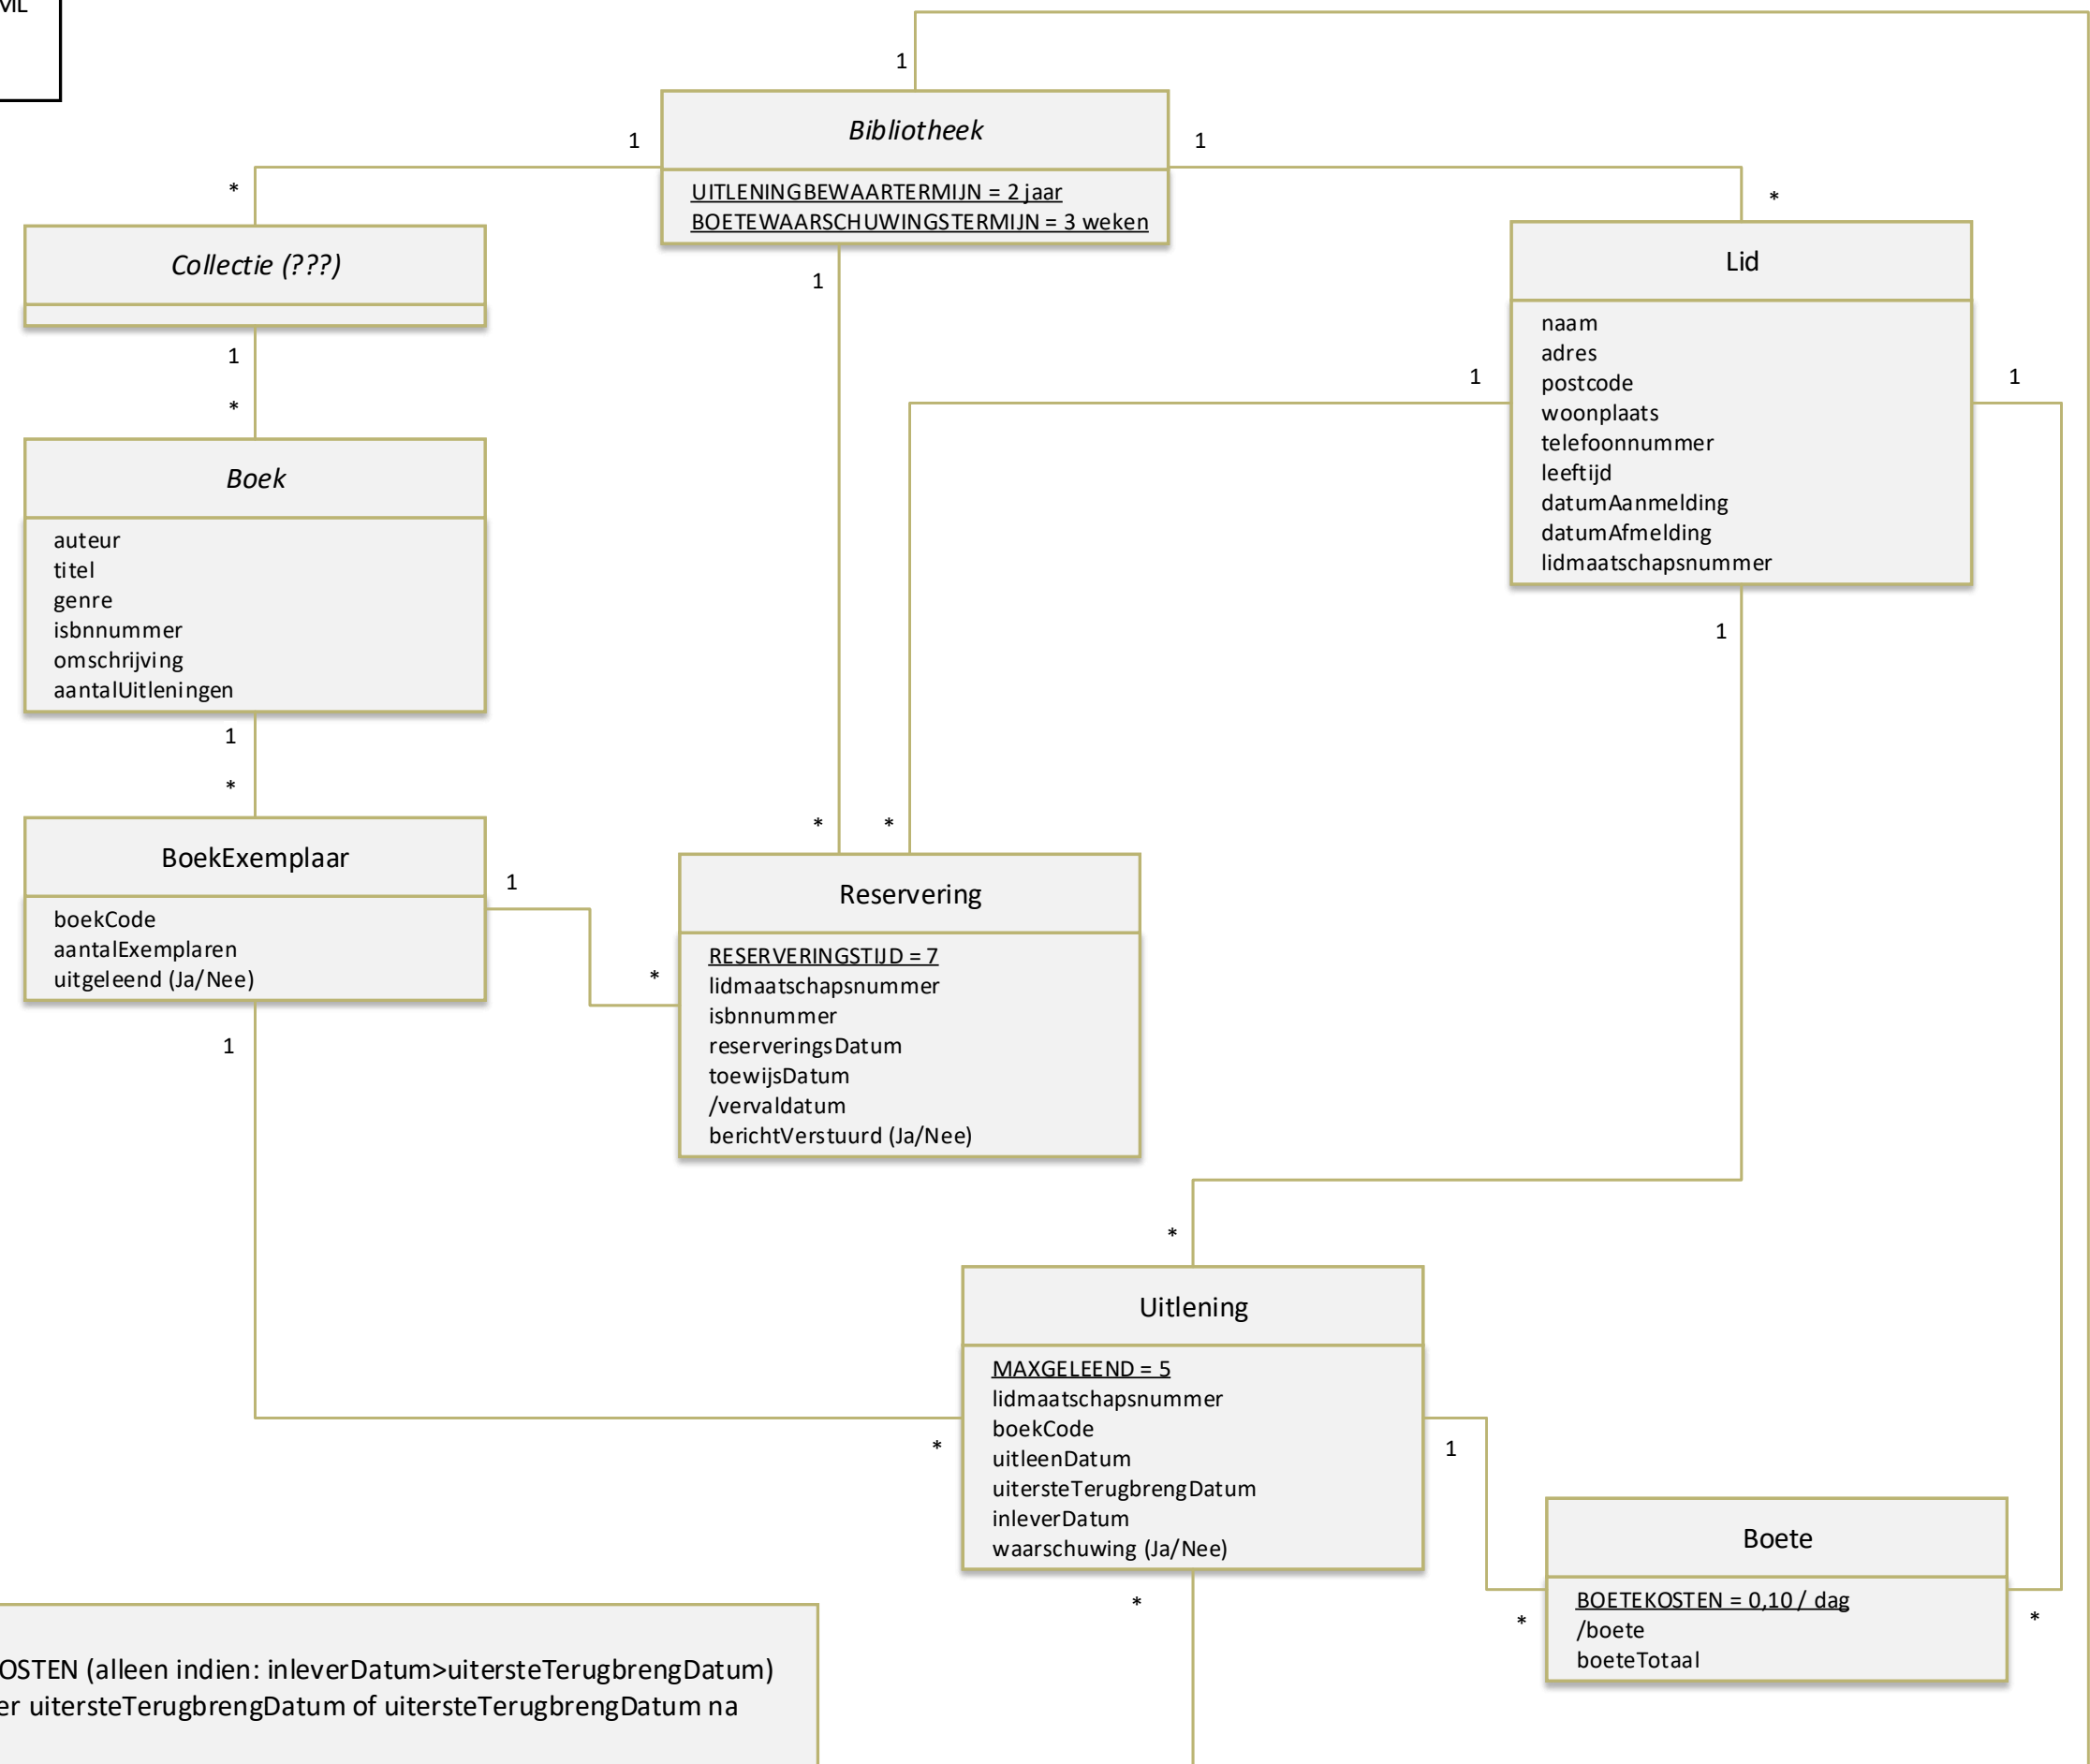 1
Bibliotheek
UITLENINGBEWAARTERMIJN = 2 jaar
BOETEWAARSCHUWINGSTERMIJN = 3 weken
1
1
1
*
*
Collectie (???)
1
*
Lid
naam
adres
postcode
woonplaats
telefoonnummer
leeftijd
datumAanmelding
datumAfmelding
lidmaatschapsnummer
1
1
1
Boek
auteur
titel
genre
isbnnummer
omschrijving
aantalUitleningen
1
*
BoekExemplaar
boekCode
aantalExemplaren
uitgeleend (Ja/Nee)
1
*
1
*
*
Reservering
RESERVERINGSTIJD = 7
lidmaatschapsnummer
isbnnummer
reserveringsDatum
toewijsDatum
/vervaldatum
berichtVerstuurd (Ja/Nee)
*
Uitlening
MAXGELEEND = 5
lidmaatschapsnummer
boekCode
uitleenDatum
uitersteTerugbrengDatum
inleverDatum
waarschuwing (Ja/Nee)
*
1
*
*
*
Boete
BOETEKOSTEN = 0,10 / dag
/boete
boeteTotaal
OSTEN (alleen indien: inleverDatum>uitersteTerugbrengDatum)
er uitersteTerugbrengDatum of uitersteTerugbrengDatum na